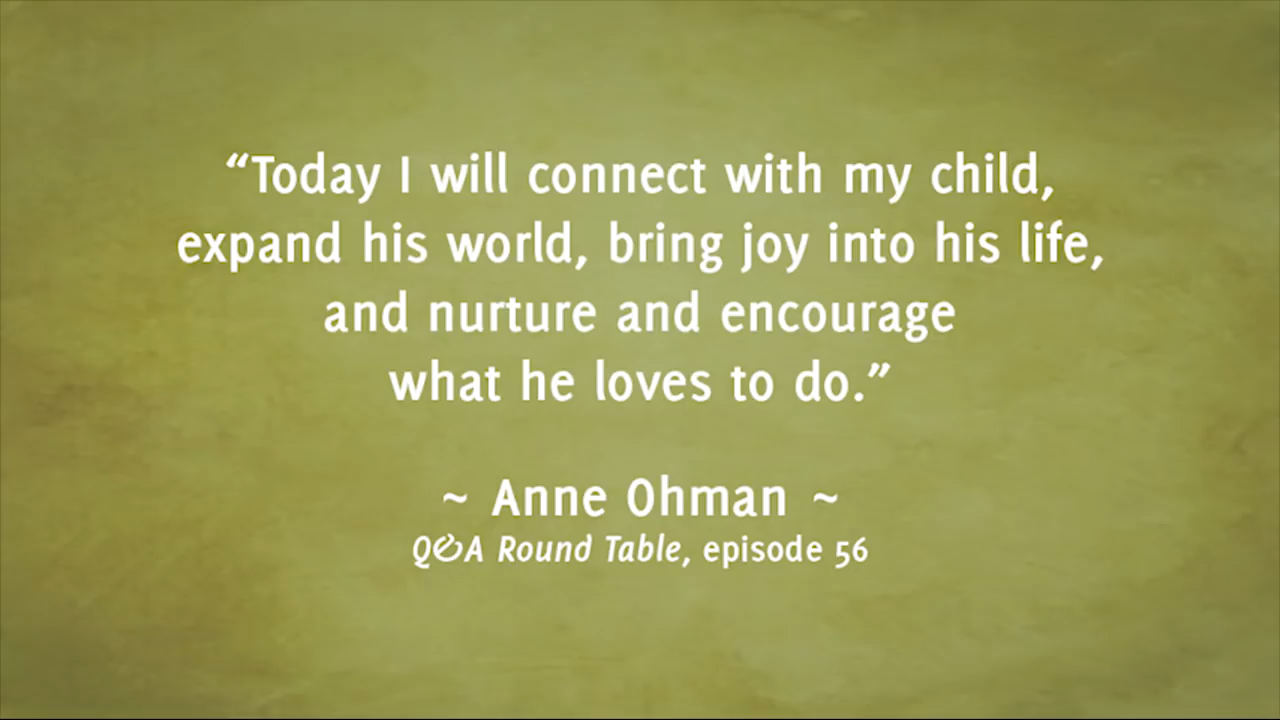 “Today I will connect with my child,
expand his world, bring joy into his life,
and nurture and encourage
what he loves to do.”
~ Anne Ohman ~
Q&A Round Table, episode 56